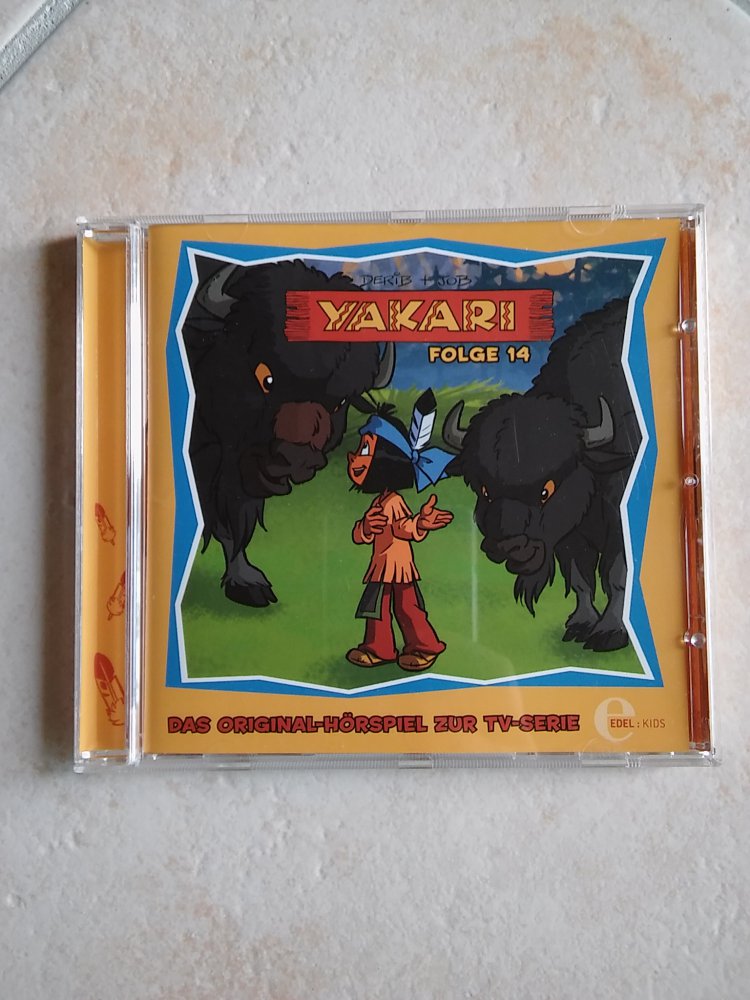 DERIB + JOB
YAKARI
FOLGE 14
DAS ORIGINAL-HÖRSPIEL ZUR TV-SERIE
e
EDEL : KIDS